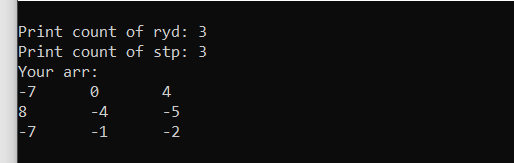 Print count of ryd: 3
Print count of stp: 3
Your arr:
-7 0 4
8 -4 -5
-7 -1 -2